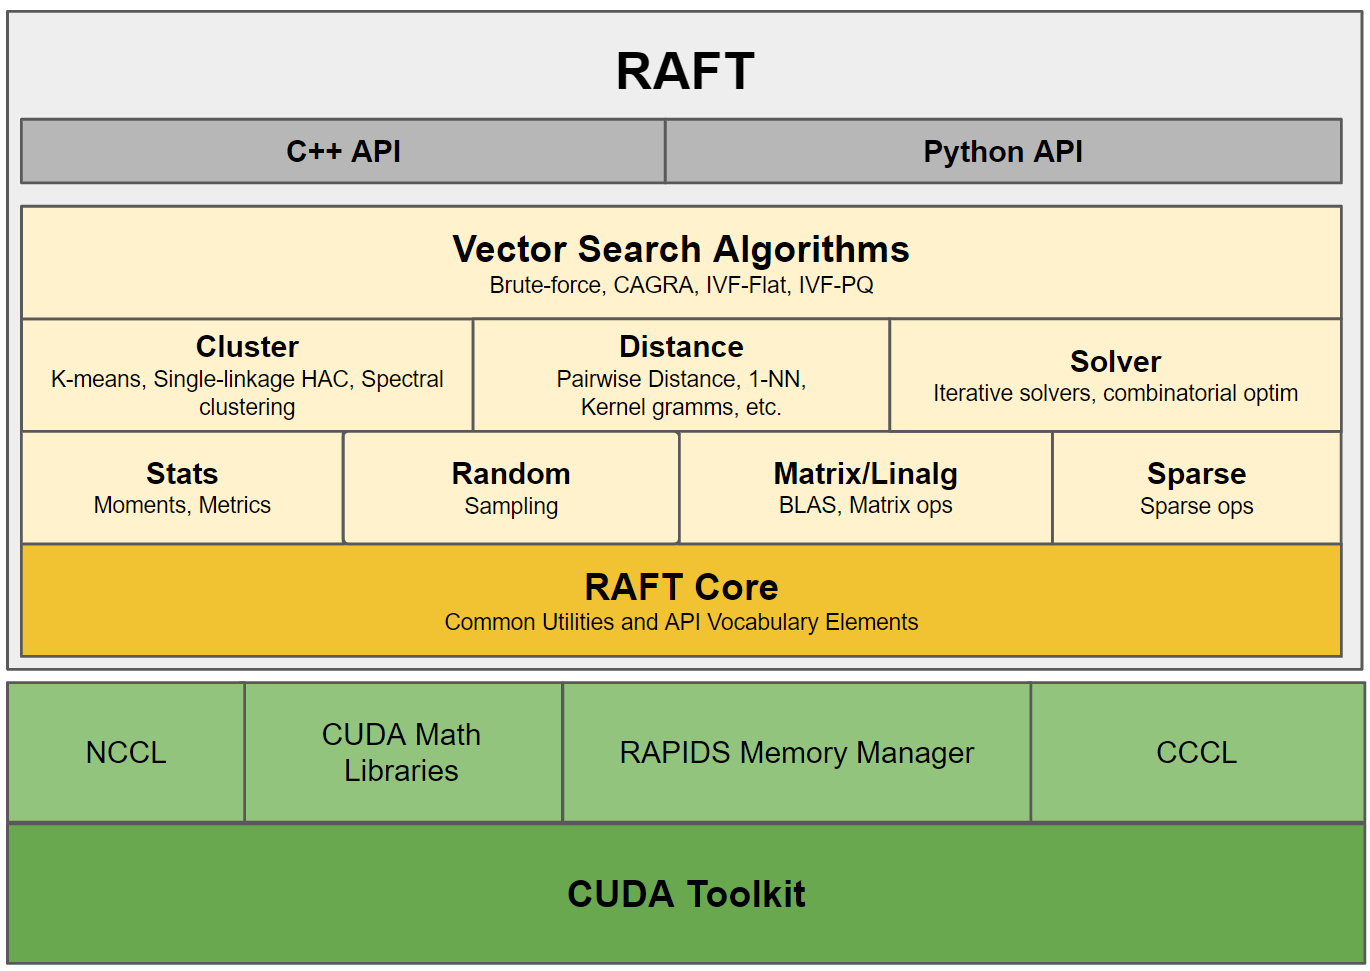 RAFT
C++ API
Python API
Vector Search Algorithms
Brute-force, CAGRA, IVF-Flat, IVF-PQ
Cluster
K-means, Single-linkage HAC, Spectral
clustering
Distance
Pairwise Distance, 1-NN,
Kernel gramms, etc.
Solver
Iterative solvers, combinatorial optim
Stats
Moments, Metrics
Random
Sampling
Matrix/Linalg
BLAS, Matrix ops
Sparse
Sparse ops
RAFT Core
Common Utilities and API Vocabulary Elements
NCCL
CUDA Math
Libraries
RAPIDS Memory Manager
CCCL
CUDA Toolkit